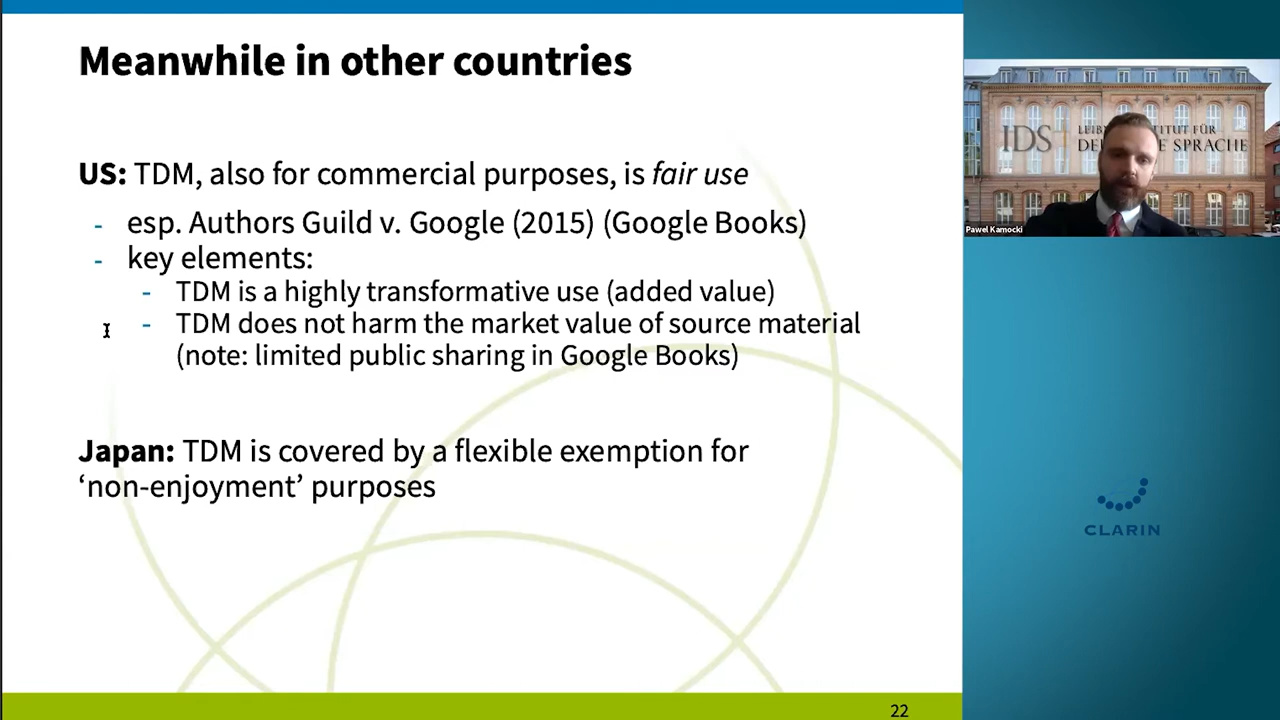 Meanwhile in other countries
US: TDM, also for commercial purposes, is fair use
- esp. Authors Guild v. Google (2015) (Google Books)
- key elements:
- TDM is a highly transformative use (added value)
- TDM does not harm the market value of source material
(note: limited public sharing in Google Books)
Japan: TDM is covered by a flexible exemption for
‘non-enjoyment’ purposes
22
IDS
SPRACHE
Pawel Kamocki
CLARIN